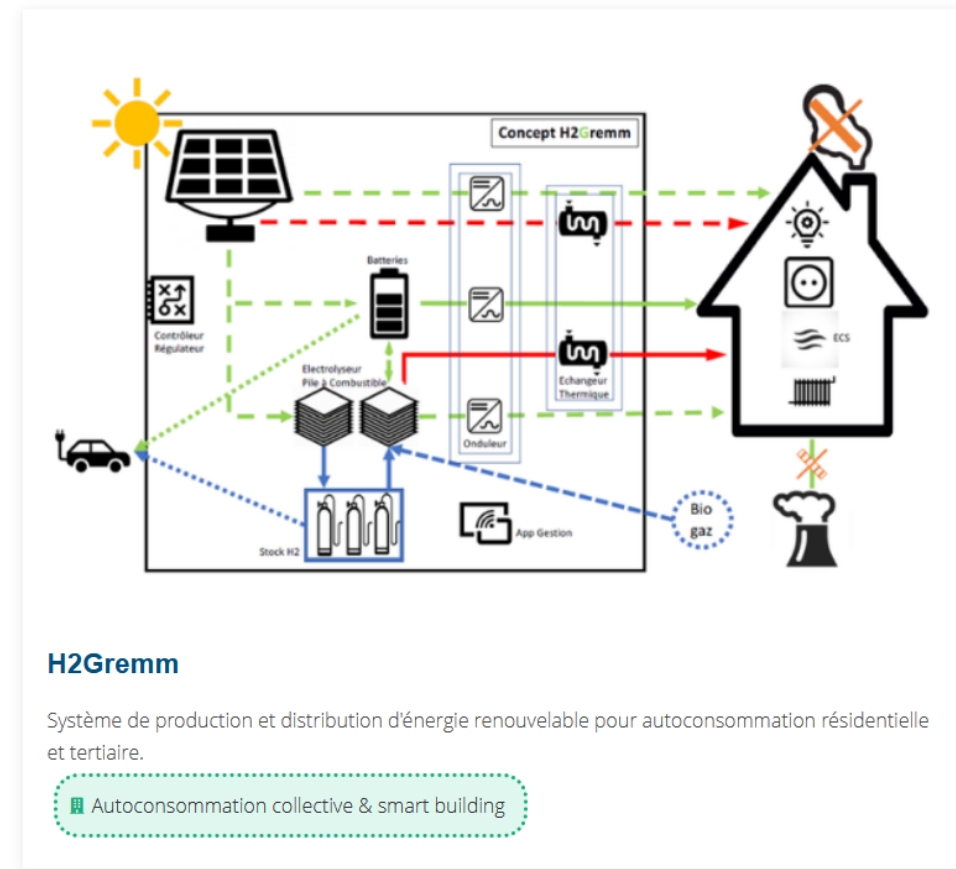 Concept H2Gremm
Batteries
Contrôleur
Régulateur
ECS
Electrolyseur
Pile à Combustible
Echangeur
Thermique
Onduleur
Bio
gaz
App Gestion
Stock H2
H2Gremm
Système de production et distribution d'énergie renouvelable pour autoconsommation résidentielle
et tertiaire.
Autoconsommation collective & smart building